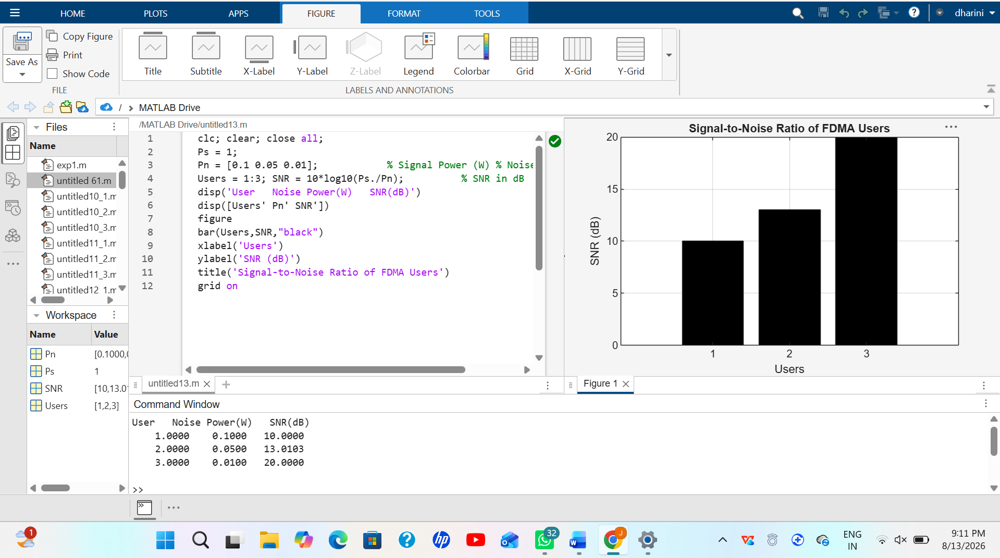 HOME
PLOTS
APPS
FIGURE
FORMAT
TOOLS
dharini
Save As
Copy Figure
Print
Show Code
FILE
Title
Subtitle
X-Label
Y-Label
Z-Label
Legend
Colorbar
Grid
X-Grid
Y-Grid
LABELS AND ANNOTATIONS
/ > MATLAB Drive
Files
Name
exp1.m
untitled 61.m
untitled10_1.m
untitled10_2.m
untitled10_3.m
untitled11_1.m
untitled11_2.m
untitled11_3.m
untitled12_1.m
Workspace
Name Value
Pn [0.1000,0
Ps 1
SNR [10,13.01
Users [1,2,3]
/MATLAB Drive/untitled13.m
1 clc; clear; close all;
2 Ps = 1;
3 Pn = [0.1 0.05 0.01]; % Signal Power (W) % Noise
4 Users = 1:3; SNR = 10*log10(Ps./Pn); % SNR in dB
5 disp('User   Noise Power(W)   SNR(dB)')
6 disp([Users' Pn' SNR'])
7 figure
8 bar(Users,SNR,"black")
9 xlabel('Users')
10 ylabel('SNR (dB)')
11 title('Signal-to-Noise Ratio of FDMA Users')
12 grid on
untitled13.m
Signal-to-Noise Ratio of FDMA Users
20
15
10
5
0
SNR (dB)
1 2 3
Users
Figure 1
Command Window
User   Noise Power(W)   SNR(dB)
1.0000 0.1000 10.0000
2.0000 0.0500 13.0103
3.0000 0.0100 20.0000
>>
1
hp
32
J
ENG
IN
9:11 PM
8/13/2026